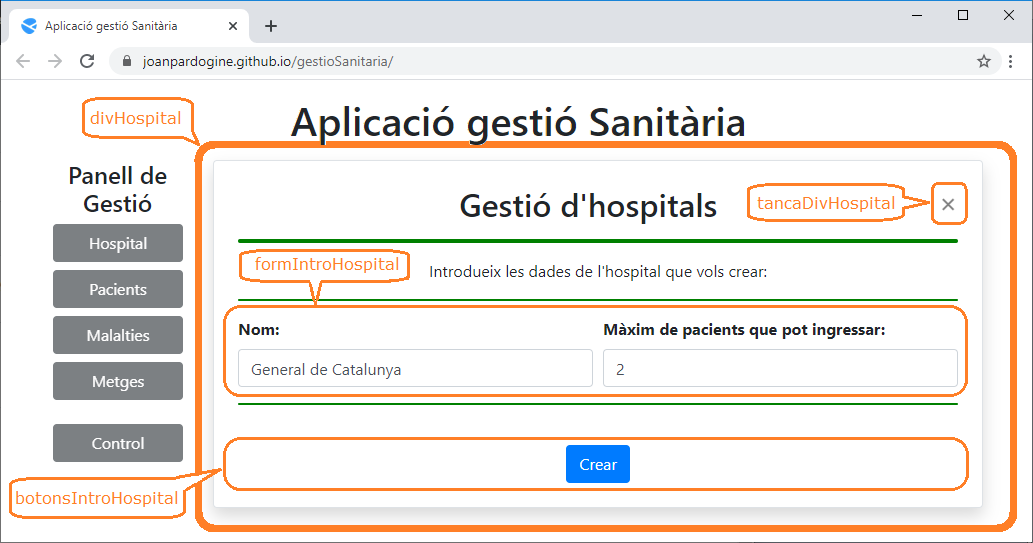 Aplicació gestió Sanitària
joanpardogine.github.io/gestioSanitaria/
divHospital
Aplicació gestió Sanitària
Panell de
Gestió
Hospital
Pacients
Malalties
Metges
Control
Gestió d'hospitals
tancaDivHospital
formIntroHospital
Introdueix les dades de l'hospital que vols crear:
Nom:
Màxim de pacients que pot ingressar:
General de Catalunya
2
Crear
botonsIntroHospital